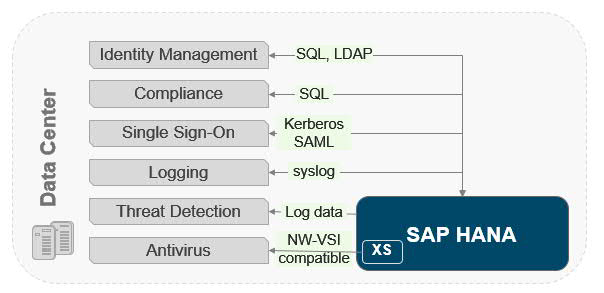 Data Center
Identity Management
SQL, LDAP
Compliance
SQL
Single Sign-On
Kerberos
SAML
Logging
syslog
Threat Detection
Log data
Antivirus
NW-VSI
compatible
SAP HANA
XS